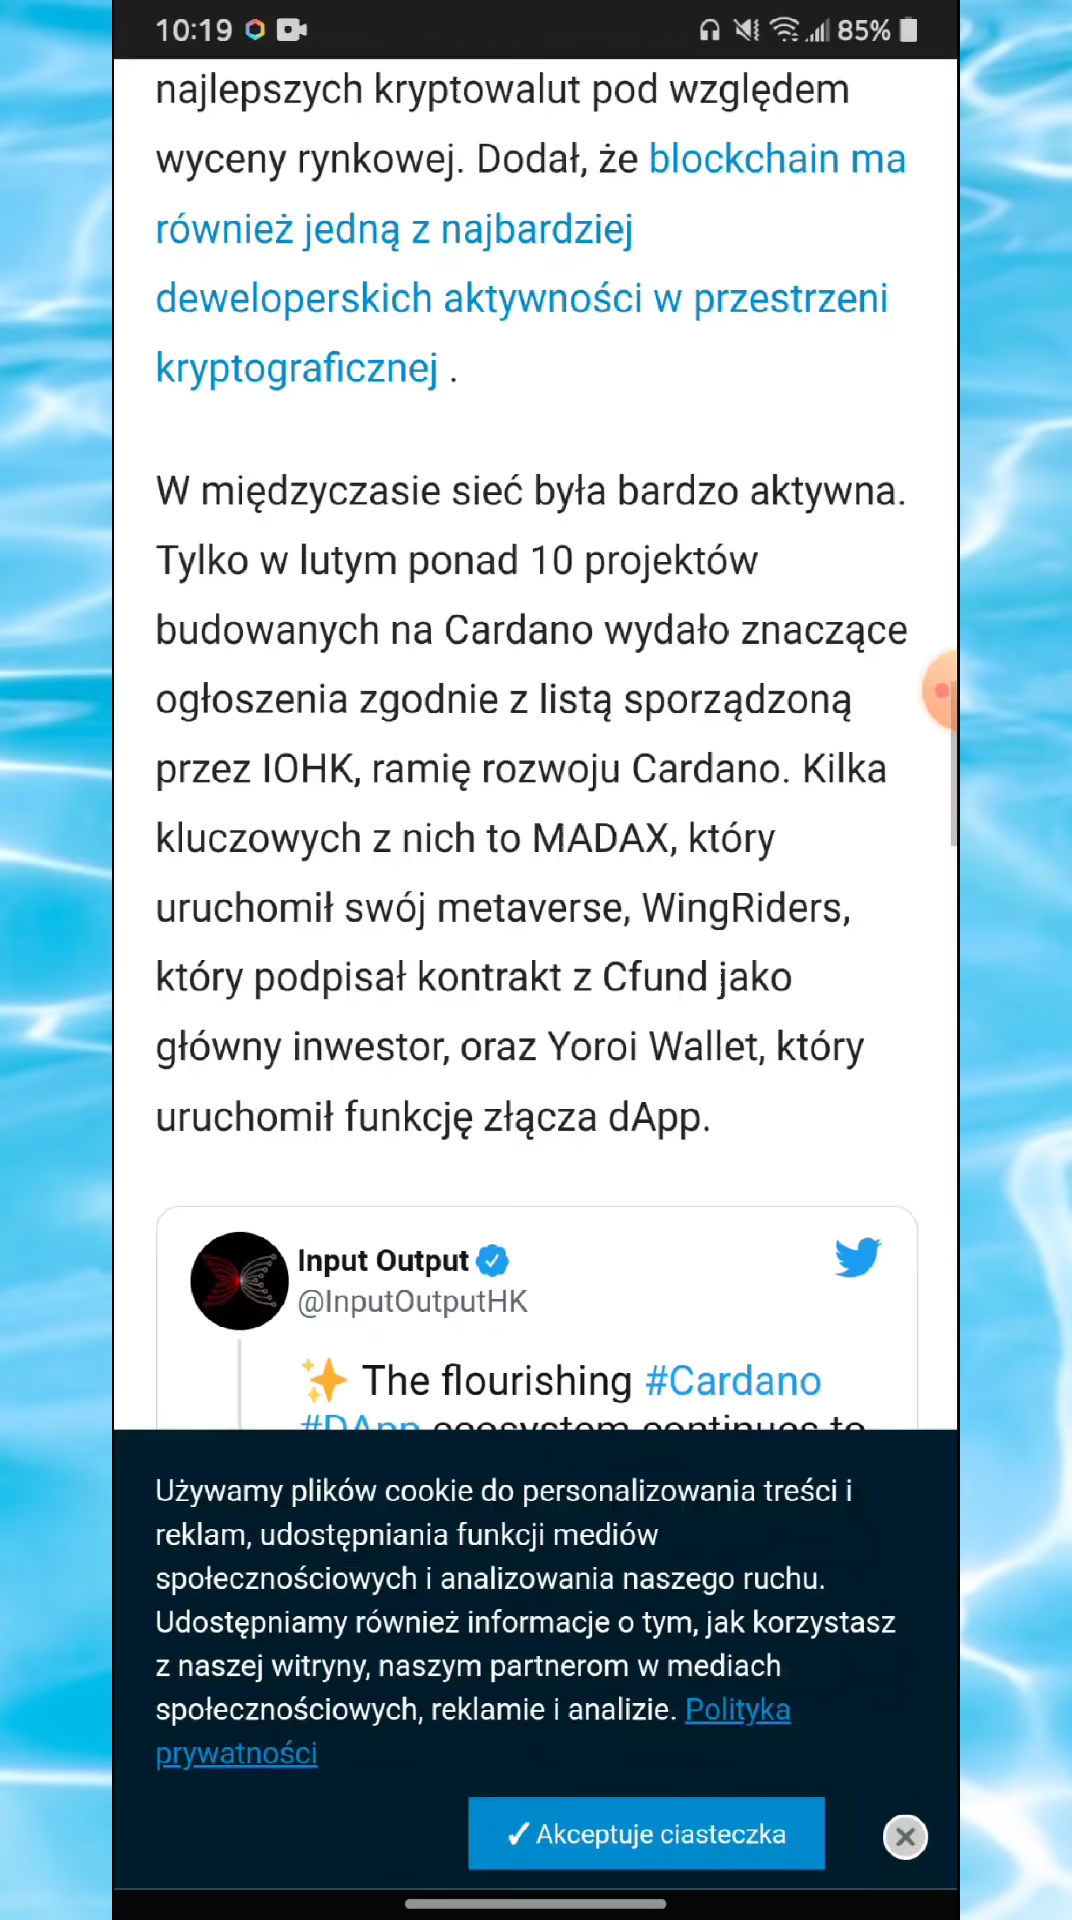 10:19
85%
najlepszych kryptowalut pod względem
wyceny rynkowej. Dodał, że blockchain ma
również jedną z najbardziej
deweloperskich aktywności w przestrzeni
kryptograficznej .
W międzyczasie sieć była bardzo aktywna.
Tylko w lutym ponad 10 projektów
budowanych na Cardano wydało znaczące
ogłoszenia zgodnie z listą sporządzoną
przez IOHK, ramię rozwoju Cardano. Kilka
kluczowych z nich to MADAX, który
uruchomił swój metaverse, WingRiders,
który podpisał kontrakt z Cfund jako
główny inwestor, oraz Yoroi Wallet, który
uruchomił funkcję złącza dApp.
Input Output
@InputOutputHK
✨ The flourishing #Cardano
#DApp ecosystem continues to
Używamy plików cookie do personalizowania treści i
reklam, udostępniania funkcji mediów
społecznościowych i analizowania naszego ruchu.
Udostępniamy również informacje o tym, jak korzystasz
z naszej witryny, naszym partnerom w mediach
społecznościowych, reklamie i analizie. Polityka
prywatności
✓ Akceptuje ciasteczka